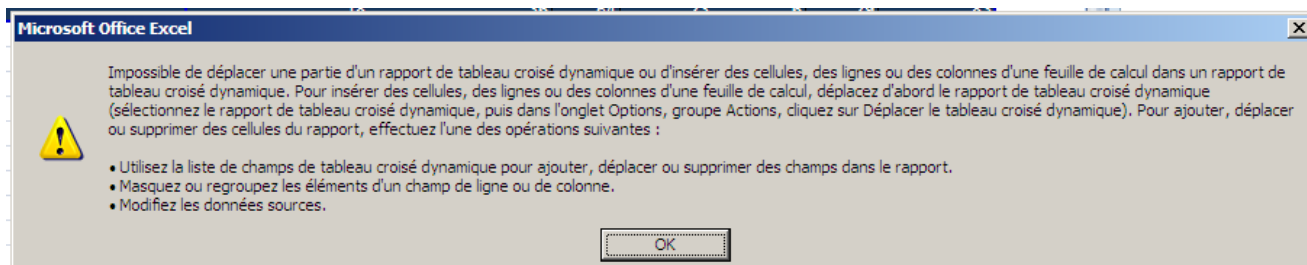 Microsoft Office Excel
Impossible de déplacer une partie d'un rapport de tableau croisé dynamique ou d'insérer des cellules, des lignes ou des colonnes d'une feuille de calcul dans un rapport de
tableau croisé dynamique. Pour insérer des cellules, des lignes ou des colonnes d'une feuille de calcul, déplacez d'abord le rapport de tableau croisé dynamique
(sélectionnez le rapport de tableau croisé dynamique, puis dans l'onglet Options, groupe Actions, cliquez sur Déplacer le tableau croisé dynamique). Pour ajouter, déplacer
ou supprimer des cellules du rapport, effectuez l'une des opérations suivantes :
• Utilisez la liste de champs de tableau croisé dynamique pour ajouter, déplacer ou supprimer des champs dans le rapport.
• Masquez ou regroupez les éléments d'un champ de ligne ou de colonne.
• Modifiez les données sources.
OK